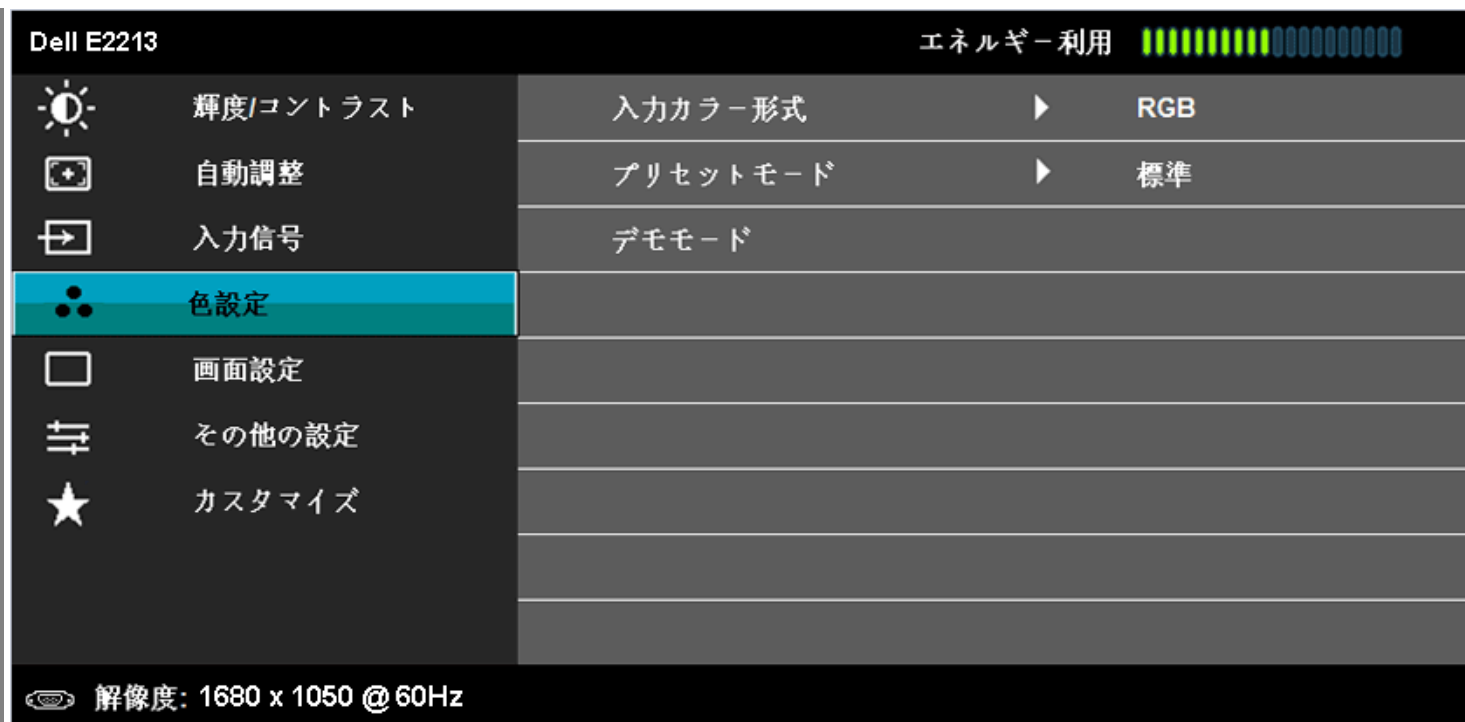 Dell E2213 エネルギー利用
輝度/コントラスト 入力カラー形式 RGB
自動調整 プリセットモード 標準
入力信号 デモモード
色設定
画面設定
その他の設定
カスタマイズ
解像度: 1680 x 1050 @ 60Hz